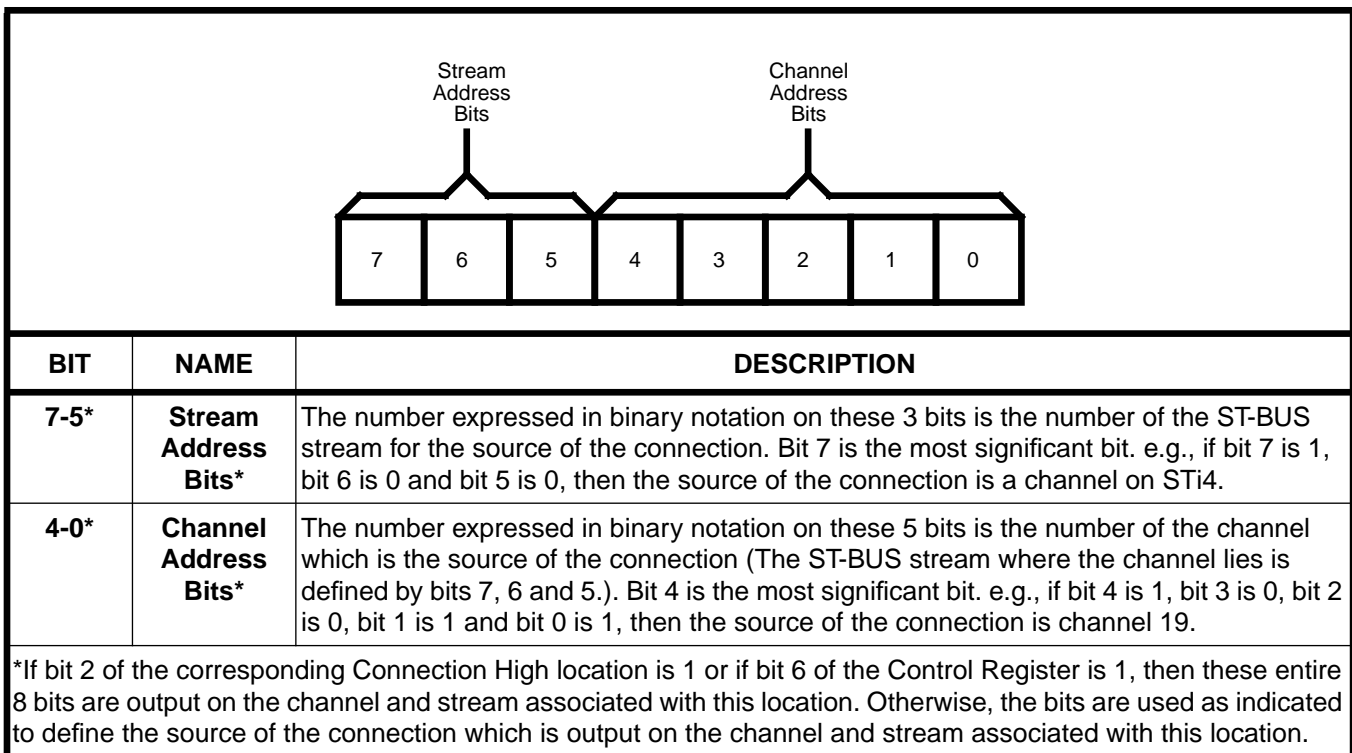 Stream
Address
Bits
Channel
Address
Bits
7 6 5 4 3 2 1 0
BIT NAME DESCRIPTION
7-5* Stream Address Bits* The number expressed in binary notation on these 3 bits is the number of the ST-BUS
stream for the source of the connection. Bit 7 is the most significant bit. e.g., if bit 7 is 1,
bit 6 is 0 and bit 5 is 0, then the source of the connection is a channel on STi4.
4-0* Channel Address Bits* The number expressed in binary notation on these 5 bits is the number of the channel
which is the source of the connection (The ST-BUS stream where the channel lies is
defined by bits 7, 6 and 5.). Bit 4 is the most significant bit. e.g., if bit 4 is 1, bit 3 is 0, bit 2
is 0, bit 1 is 1 and bit 0 is 1, then the source of the connection is channel 19.
*If bit 2 of the corresponding Connection High location is 1 or if bit 6 of the Control Register is 1, then these entire
8 bits are output on the channel and stream associated with this location. Otherwise, the bits are used as indicated
to define the source of the connection which is output on the channel and stream associated with this location.